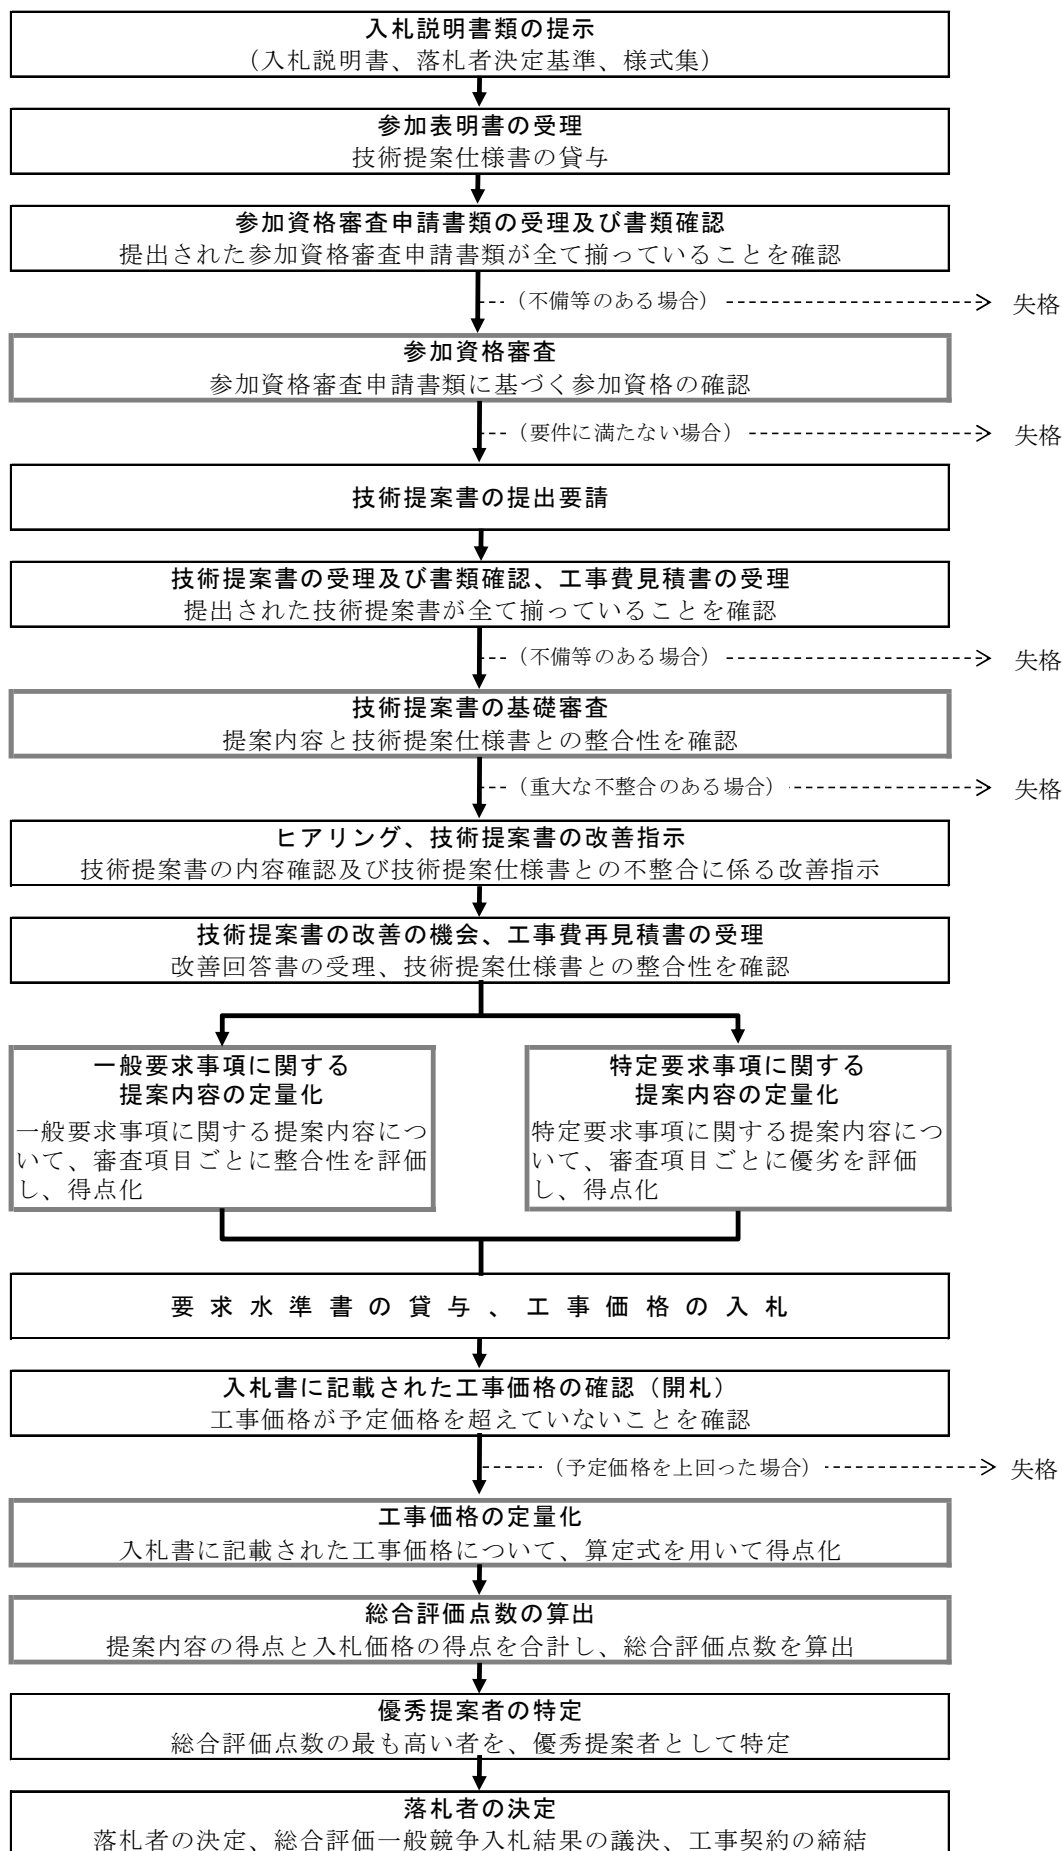 入札説明書類の提示
（入札説明書、落札者決定基準、様式集）
参加表明書の受理
技術提案仕様書の貸与
参加資格審査申請書類の受理及び書類確認
提出された参加資格審査申請書類が全て揃っていることを確認
（不備等のある場合） 失格
参加資格審査
参加資格審査申請書類に基づく参加資格の確認
（要件に満たない場合） 失格
技術提案書の提出要請
技術提案書の受理及び書類確認、工事費見積書の受理
提出された技術提案書が全て揃っていることを確認
（不備等のある場合） 失格
技術提案書の基礎審査
提案内容と技術提案仕様書との整合性を確認
（重大な不整合のある場合） 失格
ヒアリング、技術提案書の改善指示
技術提案書の内容確認及び技術提案仕様書との不整合に係る改善指示
技術提案書の改善の機会、工事費再見積書の受理
改善回答書の受理、技術提案仕様書との整合性を確認
一般要求事項に関する
提案内容の定量化
一般要求事項に関する提案内容につ
いて、審査項目ごとに整合性を評価
し、得点化
特定要求事項に関する
提案内容の定量化
特定要求事項に関する提案内容につ
いて、審査項目ごとに優劣を評価
し、得点化
要求水準書の貸与、工事価格の入札
入札書に記載された工事価格の確認（開札）
工事価格が予定価格を超えていないことを確認
（予定価格を上回った場合） 失格
工事価格の定量化
入札書に記載された工事価格について、算定式を用いて得点化
総合評価点数の算出
提案内容の得点と入札価格の得点を合計し、総合評価点数を算出
優秀提案者の特定
総合評価点数の最も高い者を、優秀提案者として特定
落札者の決定
落札者の決定、総合評価一般競争入札結果の議決、工事契約の締結